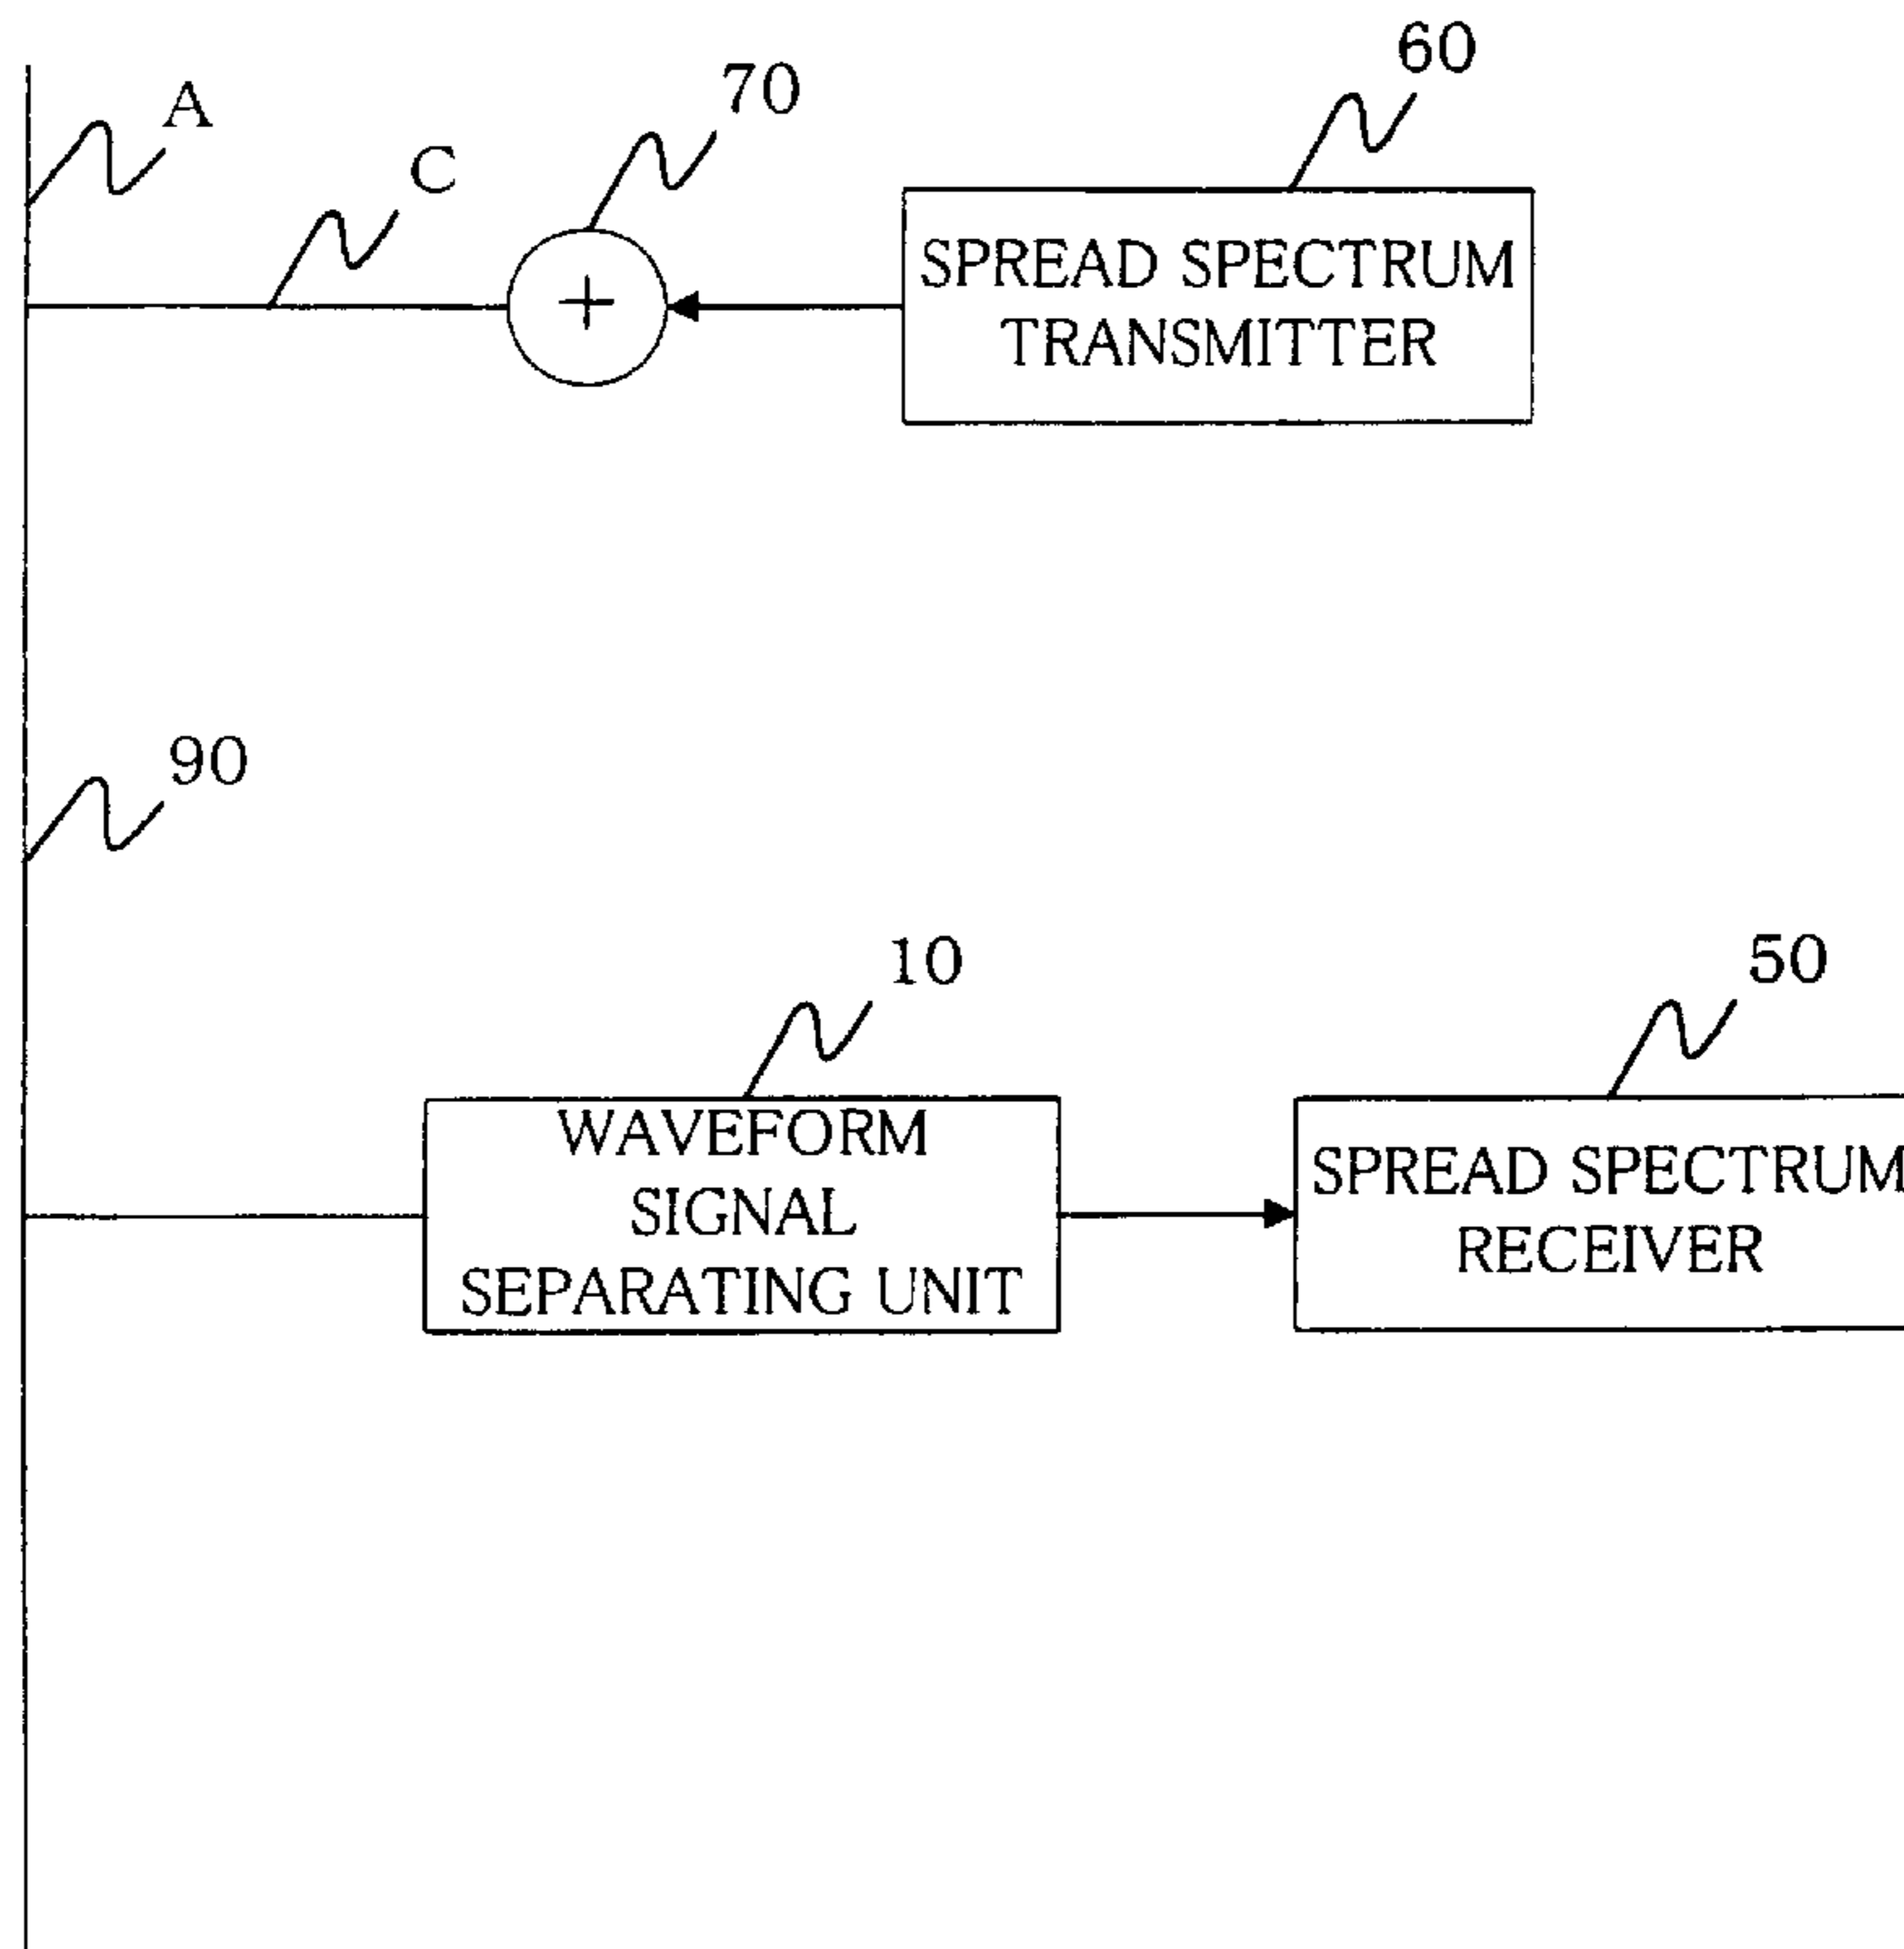 60
70
A
C
SPREAD SPECTRUM
TRANSMITTER
+
90
10
50
WAVEFORM
SIGNAL
SEPARATING UNIT
SPREAD SPECTRUM
RECEIVER